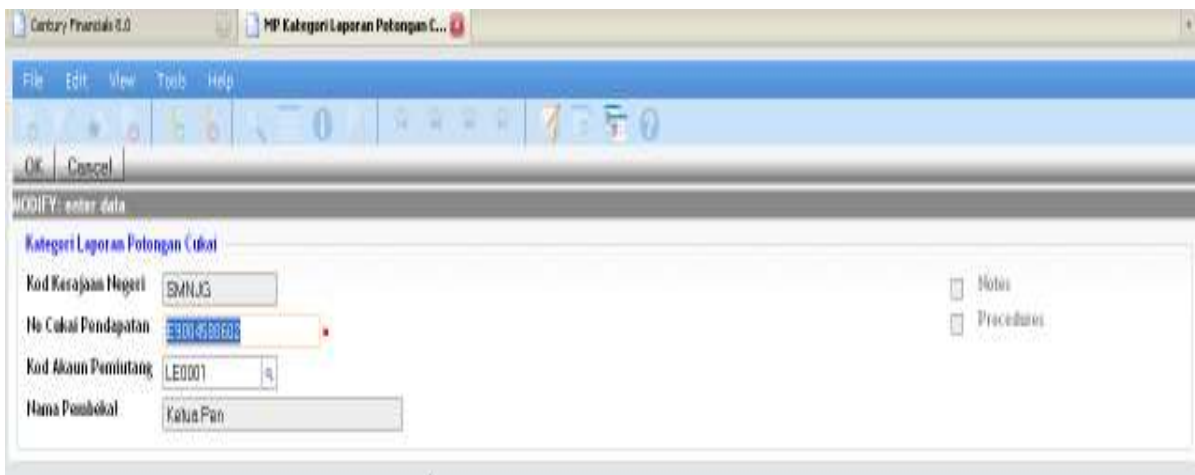 Century Financials 8.0
MP Kategori Laporan Potongan C...
File Edit View Tools Help
OK Cancel
MODIFY: enter data
Kategori Laporan Potongan Cukai
Kod Kerajaan Negeri
Notes
No Cukai Pendapatan
Procedures
Kod Akaun Pemiutang LE0001
Nama Pembekal Ketua Pen